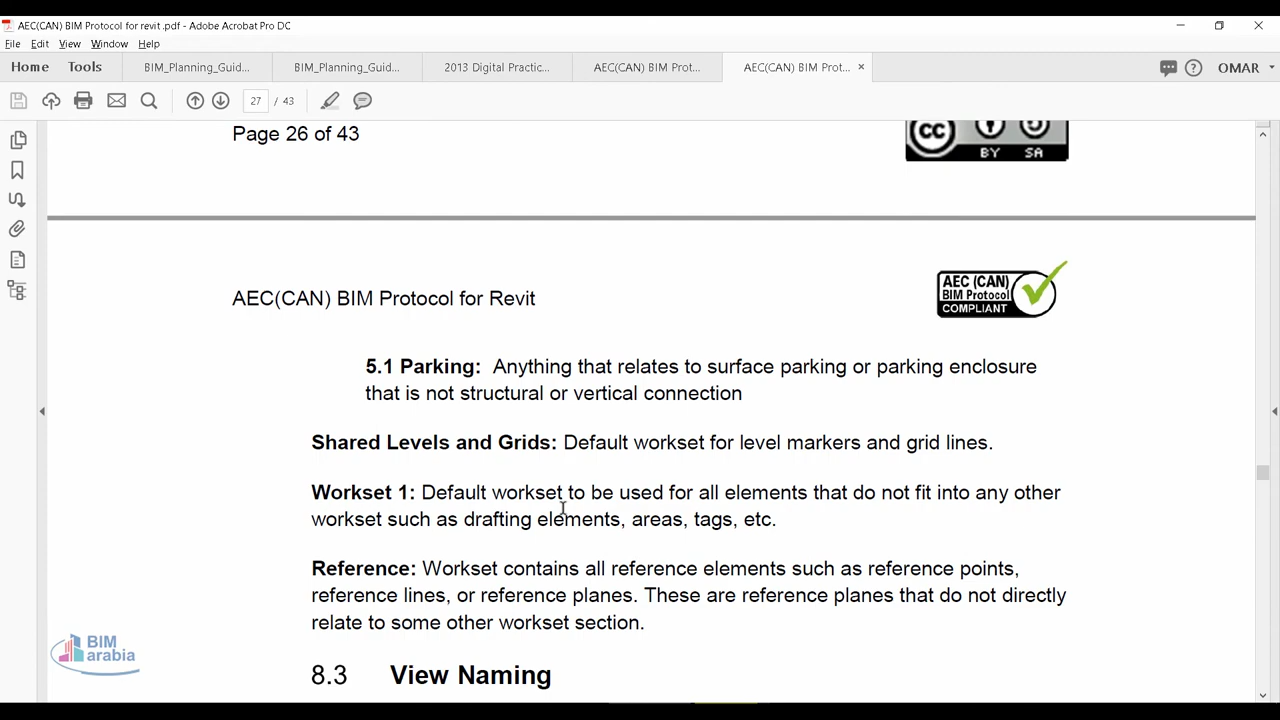 AEC(CAN) BIM Protocol for revit .pdf - Adobe Acrobat Pro DC
File Edit View Window Help
Home Tools BIM_Planning_Guid... BIM_Planning_Guid... 2013 Digital Practic... AEC(CAN) BIM Prot... AEC(CAN) BIM Prot... × OMAR
27 / 43
Page 26 of 43
CC BY SA
AEC(CAN) BIM Protocol for Revit
AEC (CAN)
BIM Protocol
COMPLIANT
5.1 Parking: Anything that relates to surface parking or parking enclosure
that is not structural or vertical connection
Shared Levels and Grids: Default workset for level markers and grid lines.
Workset 1: Default workset to be used for all elements that do not fit into any other
workset such as drafting elements, areas, tags, etc.
Reference: Workset contains all reference elements such as reference points,
reference lines, or reference planes. These are reference planes that do not directly
relate to some other workset section.
BIM
arabia
8.3 View Naming